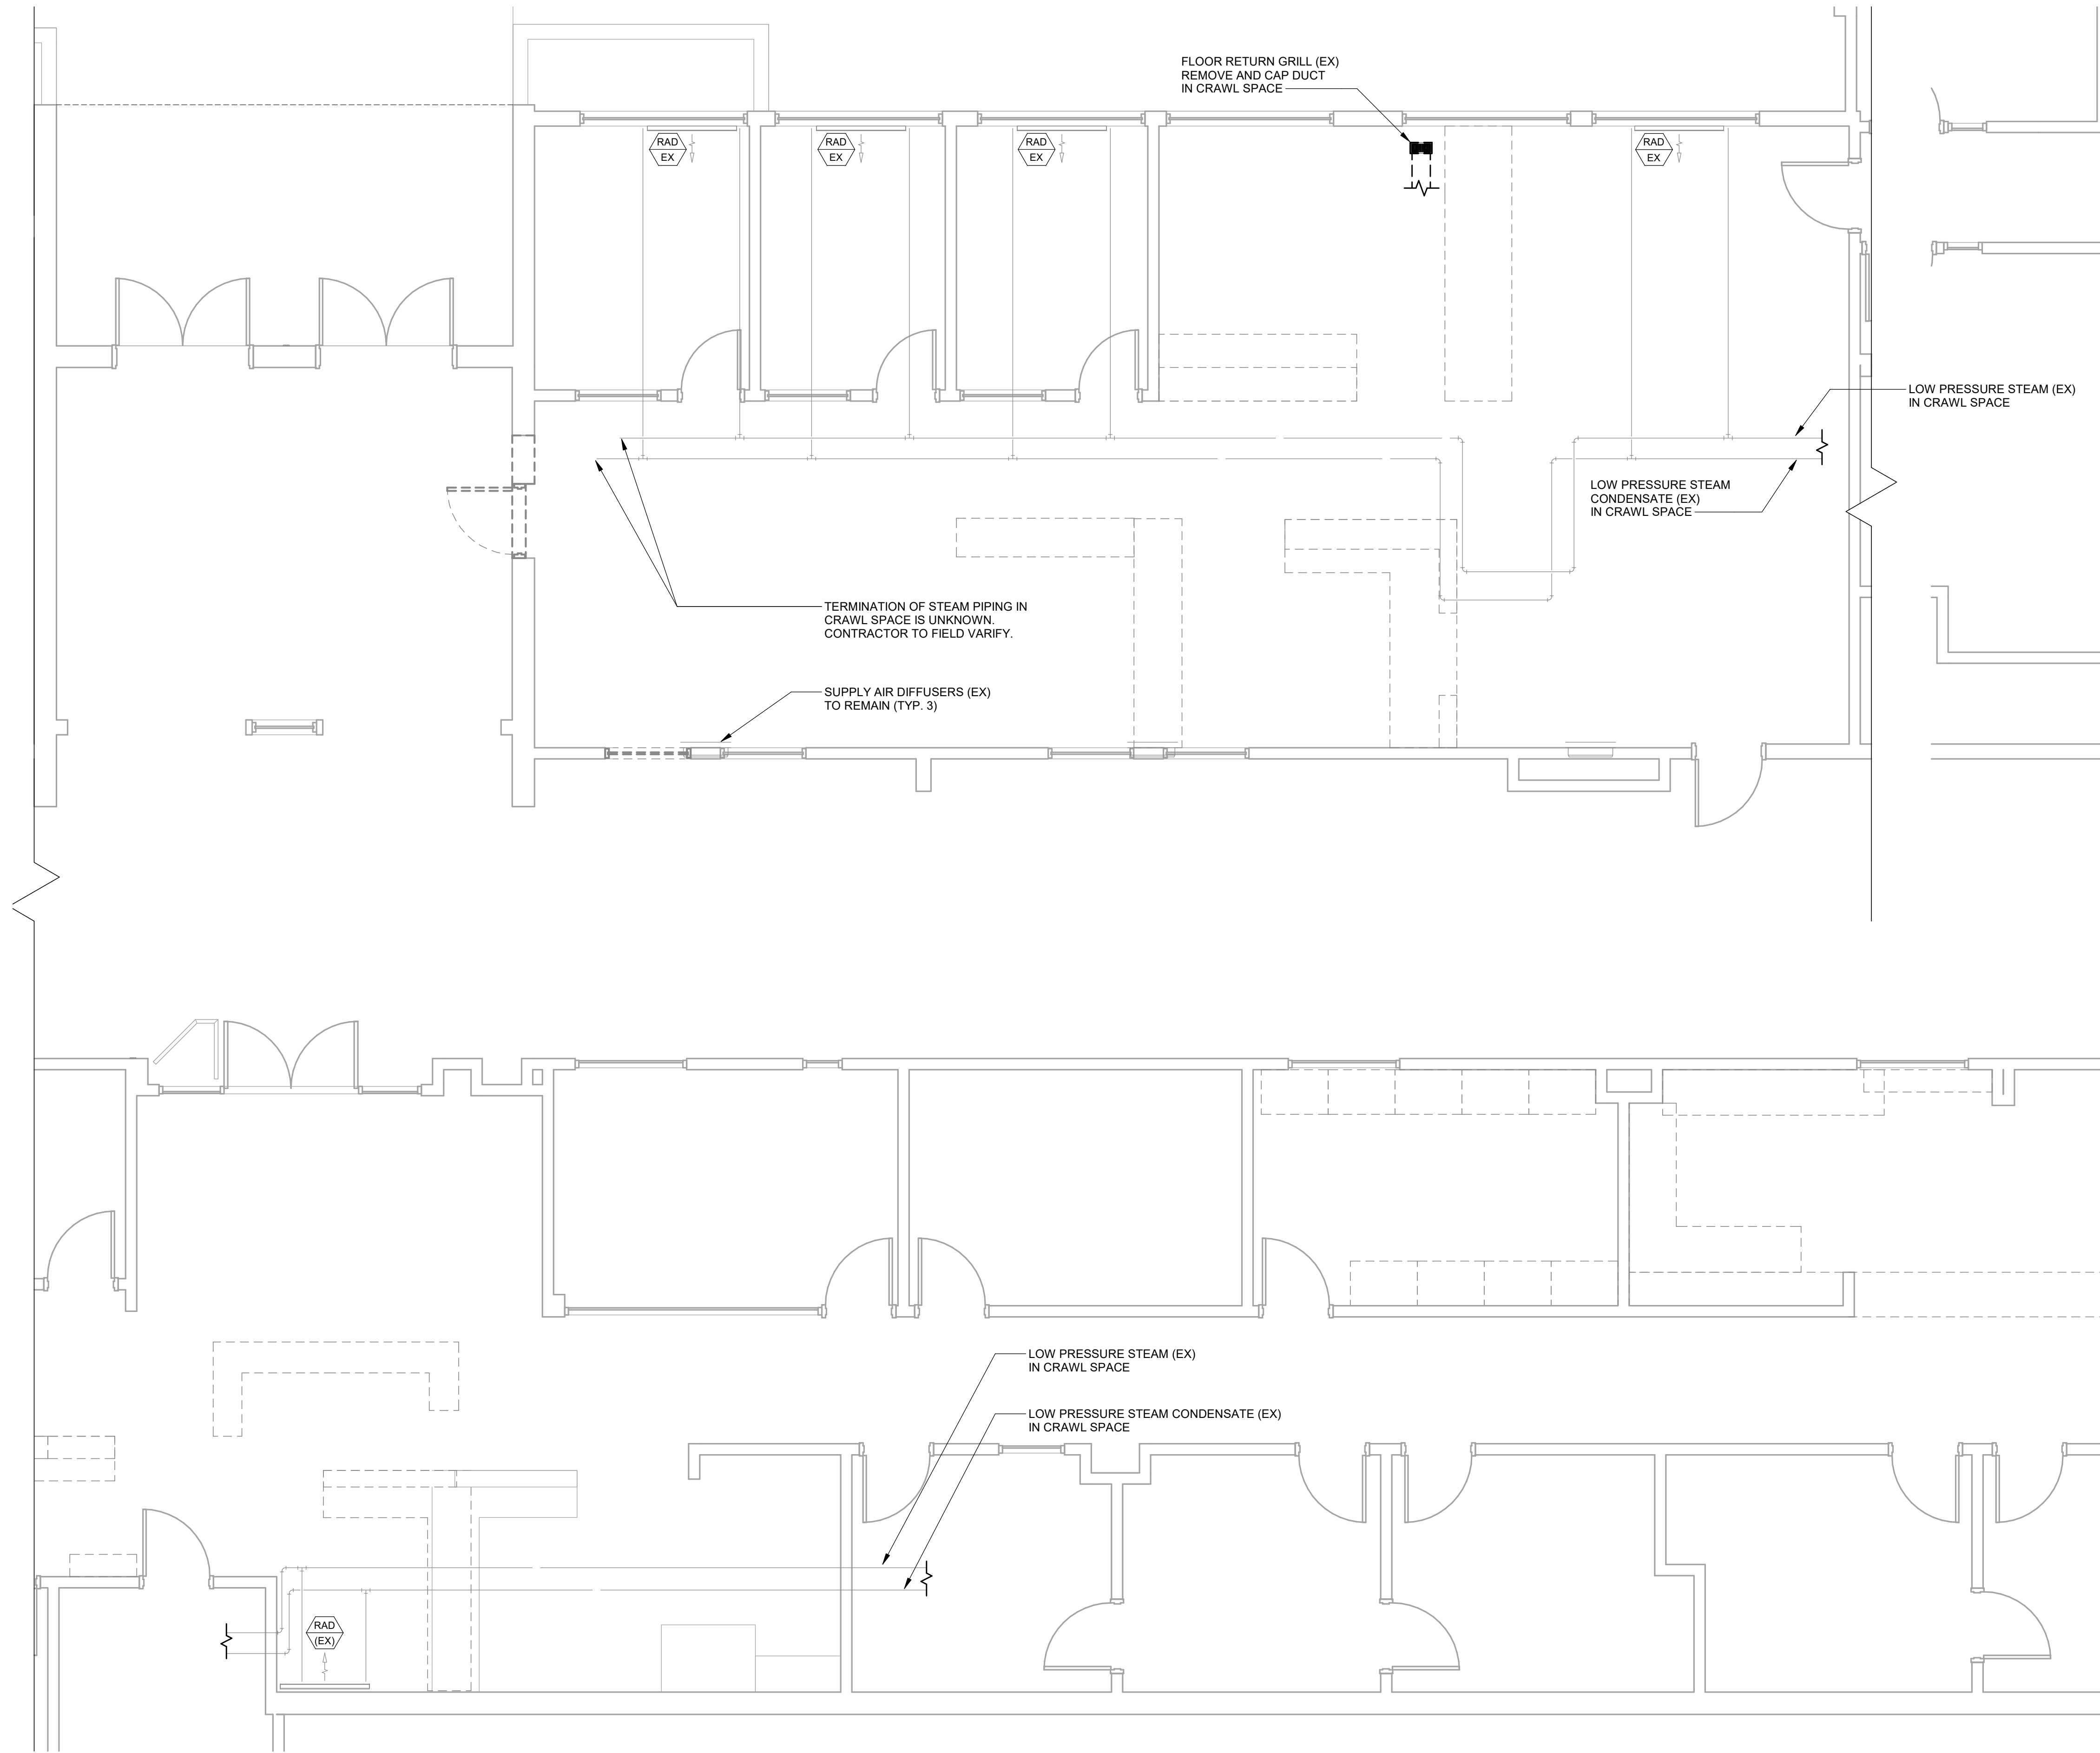 FLOOR RETURN GRILL (EX)
REMOVE AND CAP DUCT
IN CRAWL SPACE
RAD
EX
RAD
EX
RAD
EX
RAD
EX
LOW PRESSURE STEAM (EX)
IN CRAWL SPACE
LOW PRESSURE STEAM
CONDENSATE (EX)
IN CRAWL SPACE
TERMINATION OF STEAM PIPING IN
CRAWL SPACE IS UNKNOWN.
CONTRACTOR TO FIELD VARIFY.
SUPPLY AIR DIFFUSERS (EX)
TO REMAIN (TYP. 3)
LOW PRESSURE STEAM (EX)
IN CRAWL SPACE
LOW PRESSURE STEAM CONDENSATE (EX)
IN CRAWL SPACE
RAD
(EX)